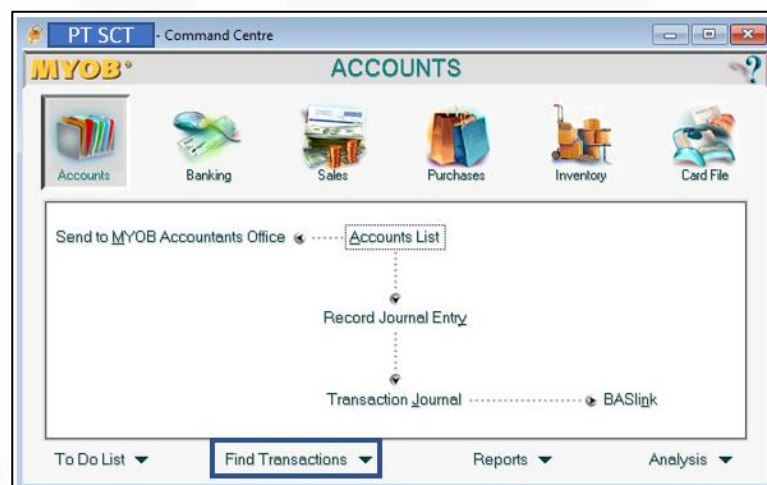 PT SCT - Command Centre
MYOB® ACCOUNTS ?
Accounts Banking Sales Purchases Inventory Card File
Send to MYOB Accountants Office Accounts List
Record Journal Entry
Transaction Journal BASlink
To Do List Find Transactions Reports Analysis